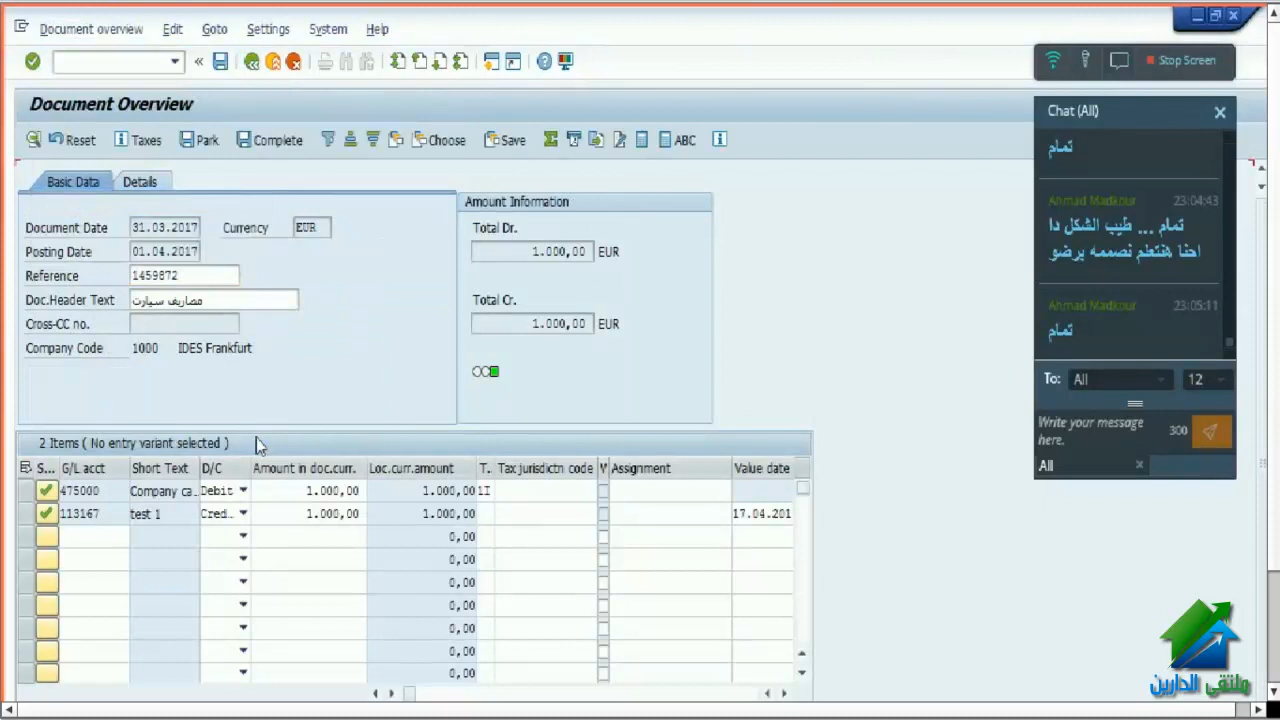 Document overview Edit Goto Settings System Help
Stop Screen
Document Overview
Reset Taxes Park Complete Choose Save ABC
Basic Data Details
Amount Information
Document Date 31.03.2017 Currency EUR
Posting Date 01.04.2017
Reference 1459872
Doc.Header Text مصاريف سيارت
Cross-CC no.
Company Code 1000 IDES Frankfurt
Total Dr.
1.000,00 EUR
Total Cr.
1.000,00 EUR
2 Items ( No entry variant selected )
S... G/L acct Short Text D/C Amount in doc.curr. Loc.curr.amount T.. Tax jurisdictn code V Assignment Value date
475000 Company ca... Debit 1.000,00 1.000,00 1I
113167 test 1 Cred... 1.000,00 1.000,00 17.04.201
0,00
0,00
0,00
0,00
0,00
0,00
0,00
Chat (All)
تمام
Ahmad Madkour 23:04:43
تمام ... طيب الشكل دا
احنا هنتعلم نصممه برضو
Ahmad Madkour 23:05:11
تمام
To: All 12
Write your message
here. 300
All
ملتقى الدارين